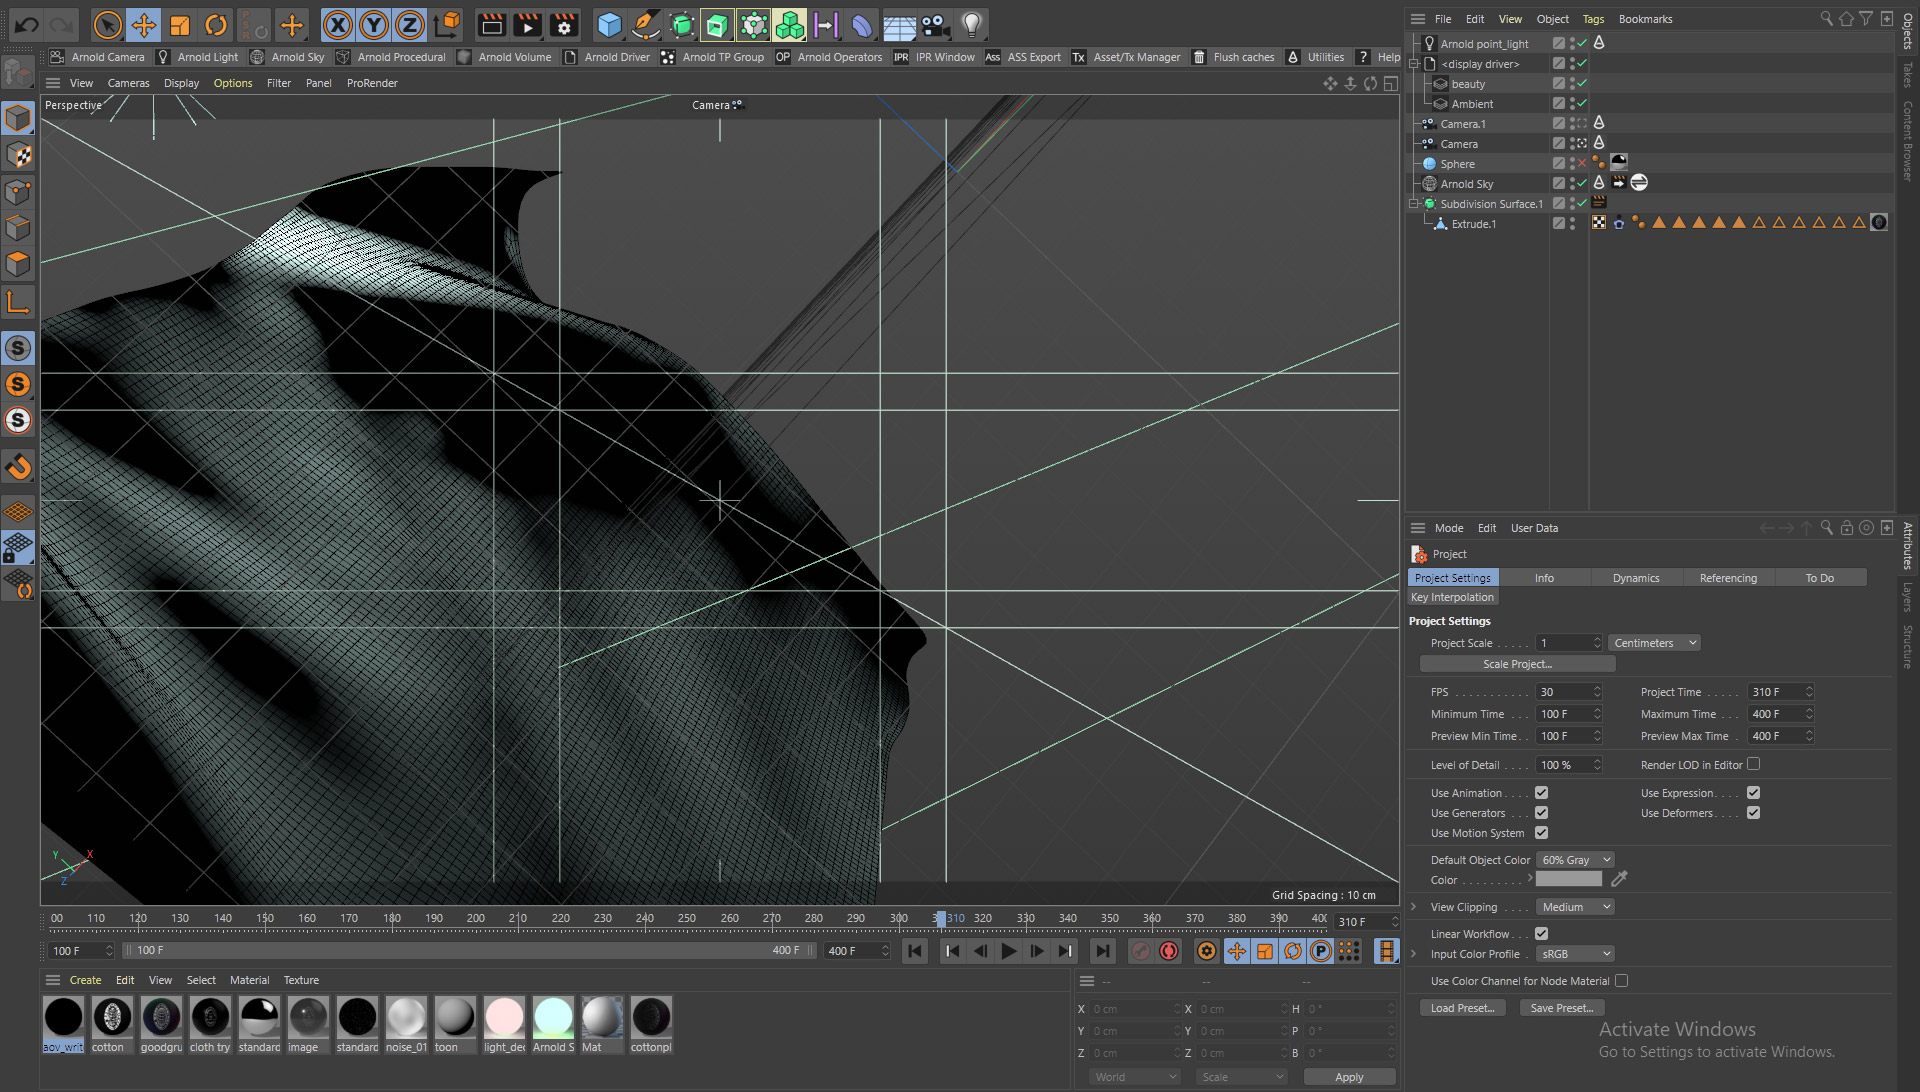 File Edit View Object Tags Bookmarks
Arnold Camera Arnold Light Arnold Sky Arnold Procedural Arnold Volume Arnold Driver Arnold TP Group OP Arnold Operators IPR IPR Window Ass ASS Export Tx Asset/Tx Manager Flush caches Utilities ? Help
View Cameras Display Options Filter Panel ProRender
Perspective
Camera
Arnold point_light
<display driver>
beauty
Ambient
Camera.1
Camera
Sphere
Arnold Sky
Subdivision Surface.1
Extrude.1
Objects
Takes
Content Browser
Mode Edit User Data
Project
Project Settings Info Dynamics Referencing To Do
Key Interpolation
Project Settings
Project Scale . . . . . 1 Centimeters
Scale Project...
FPS . . . . . . . . . . . 30 Project Time . . . . . 310 F
Minimum Time . . . 100 F Maximum Time . . . 400 F
Preview Min Time . . 100 F Preview Max Time . 400 F
Level of Detail . . . . 100 % Render LOD in Editor
Use Animation . . . . Use Expression . . . .
Use Generators . . . Use Deformers . . . .
Use Motion System
Default Object Color 60% Gray
Color . . . . . . . . . .
View Clipping . . . . Medium
Linear Workflow . . .
Input Color Profile . sRGB
Use Color Channel for Node Material
Load Preset... Save Preset...
Attributes
Layers
Structure
Activate Windows
Go to Settings to activate Windows.
Y X
Z
Grid Spacing : 10 cm
00 110 120 130 140 150 160 170 180 190 200 210 220 230 240 250 260 270 280 290 300 310 320 330 340 350 360 370 380 390 400 310 F
100 F 100 F 400 F 400 F
Create Edit View Select Material Texture
aov_writ cotton goodgru cloth try standard image standard noise_01 toon light_dec Arnold S Mat cottonpl
-- -- --
X 0 cm X 0 cm H 0 °
Y 0 cm Y 0 cm P 0 °
Z 0 cm Z 0 cm B 0 °
World Scale Apply